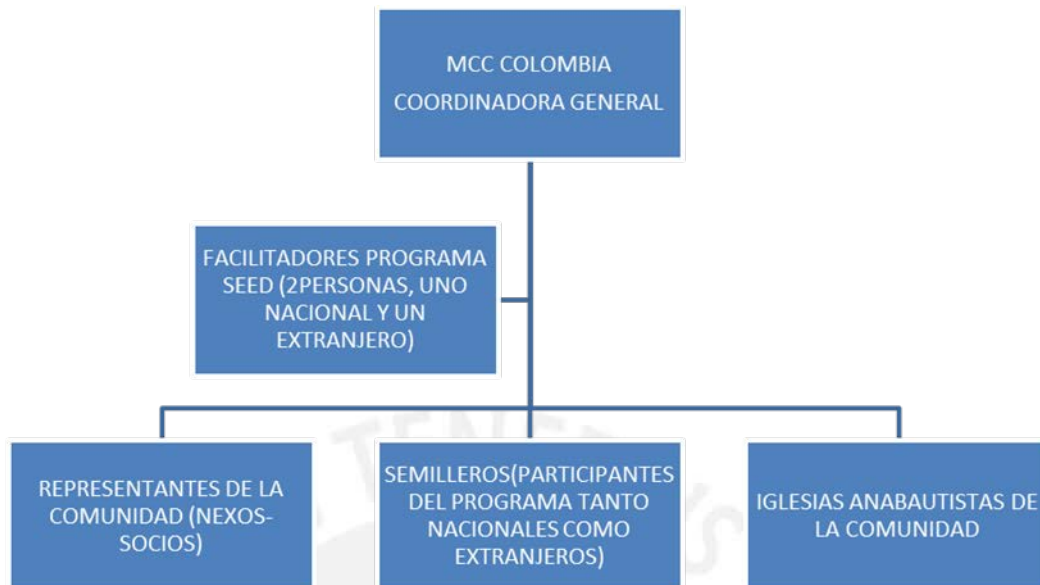 MCC COLOMBIA
COORDINADORA GENERAL
FACILITADORES PROGRAMA
SEED (2PERSONAS, UNO
NACIONAL Y UN
EXTRANJERO)
REPRESENTANTES DE LA
COMUNIDAD (NEXOS-
SOCIOS)
SEMILLEROS(PARTICIPANTES
DEL PROGRAMA TANTO
NACIONALES COMO
EXTRANJEROS)
IGLESIAS ANABAUTISTAS DE
LA COMUNIDAD